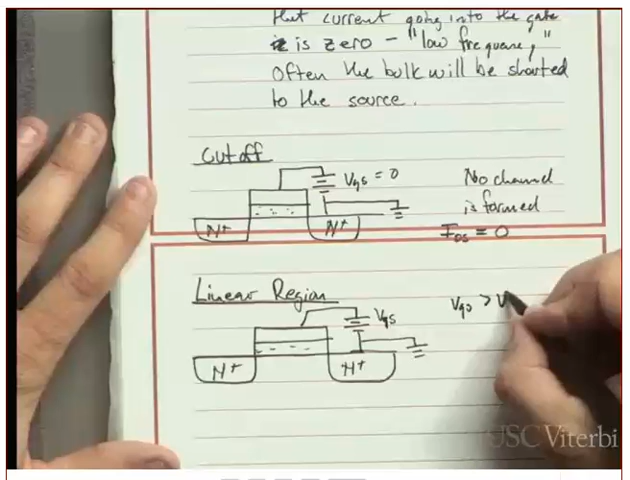 that current going into the gate
is zero - "low frequency"
Often the bulk will be shorted
to the source.
Cutoff
Vgs = 0
No channel
is formed
N+ N+
IDS = 0
Linear Region
Vgs
Vgs > V
N+ N+
USC Viterbi